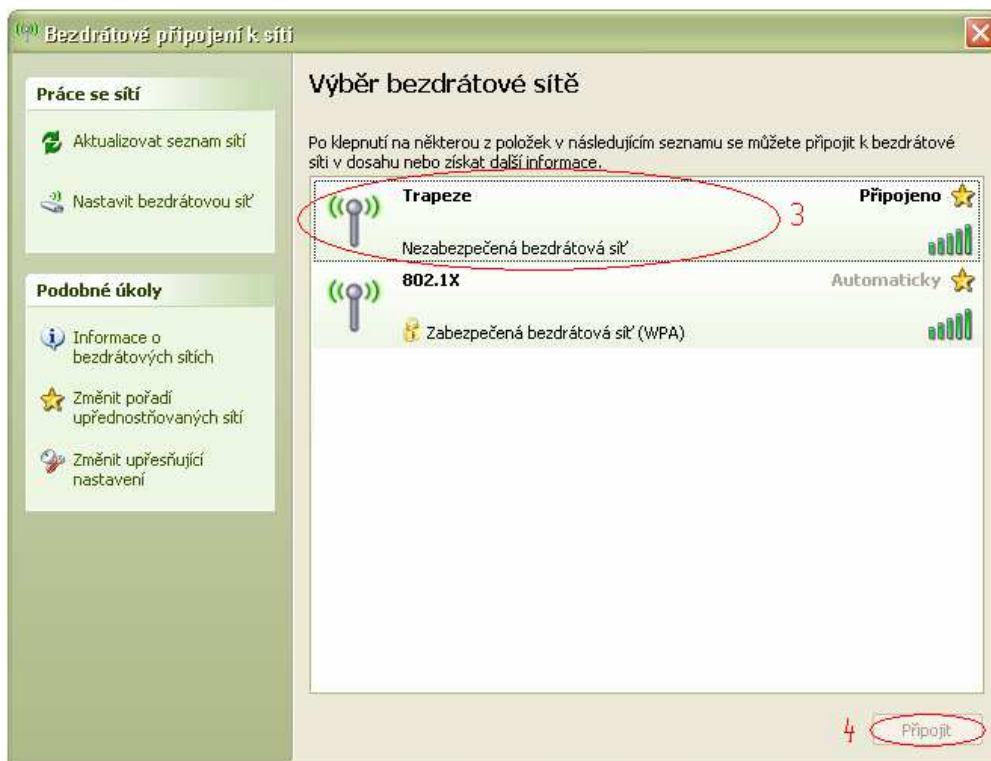 Bezdrátové připojení k síti
Práce se sítí
Aktualizovat seznam sítí
Nastavit bezdrátovou síť
Podobné úkoly
Informace o
bezdrátových sítích
Změnit pořadí
upřednostňovaných sítí
Změnit upřesňující
nastavení
Výběr bezdrátové sítě
Po klepnutí na některou z položek v následujícím seznamu se můžete připojit k bezdrátové
síti v dosahu nebo získat další informace.
Trapeze
Připojeno
3
Nezabezpečená bezdrátová síť
802.1X
Automaticky
Zabezpečená bezdrátová síť (WPA)
4
Připojit